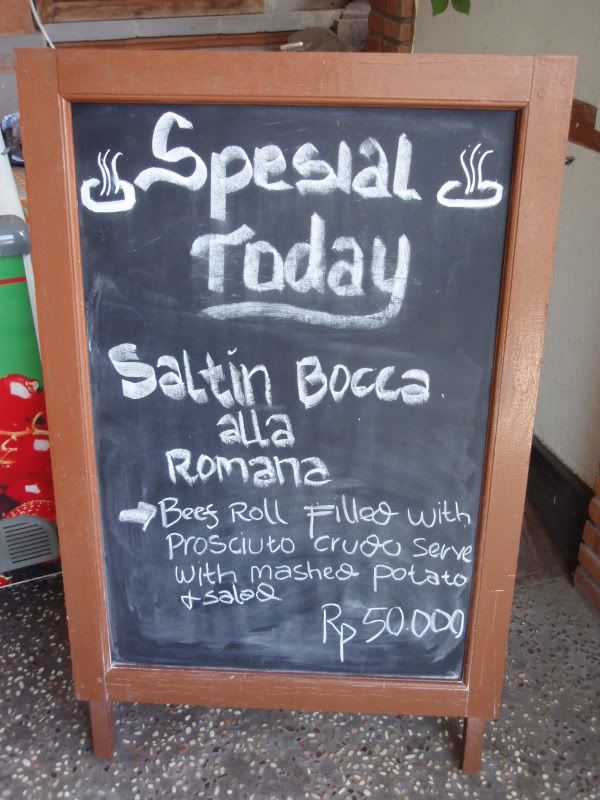 Spesial
Today
Saltin Bocca
alla
Romana
Beef Roll Filled with
Prosciuto crudo serve
with mashed potato
+ salad
Rp 50.000